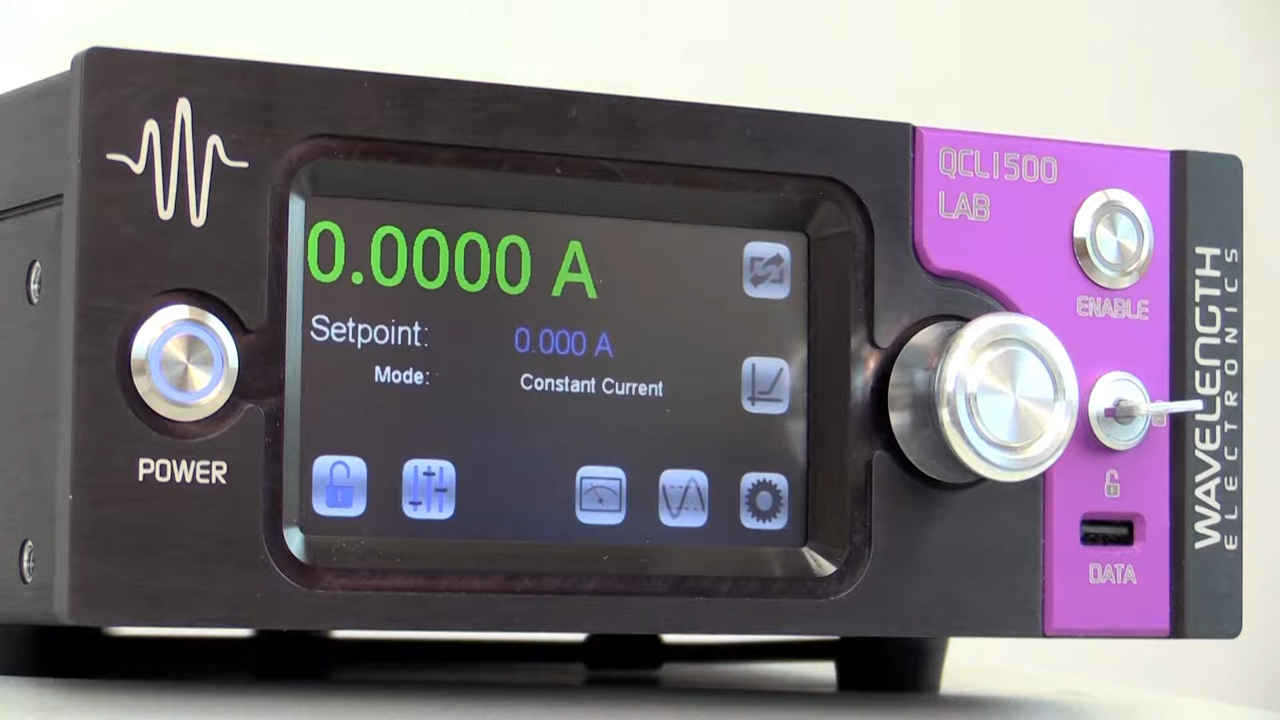 0.0000 A
Setpoint: 0.000 A
Mode: Constant Current
POWER
QCL1500
LAB
ENABLE
DATA
WAVELENGTH
ELECTRONICS